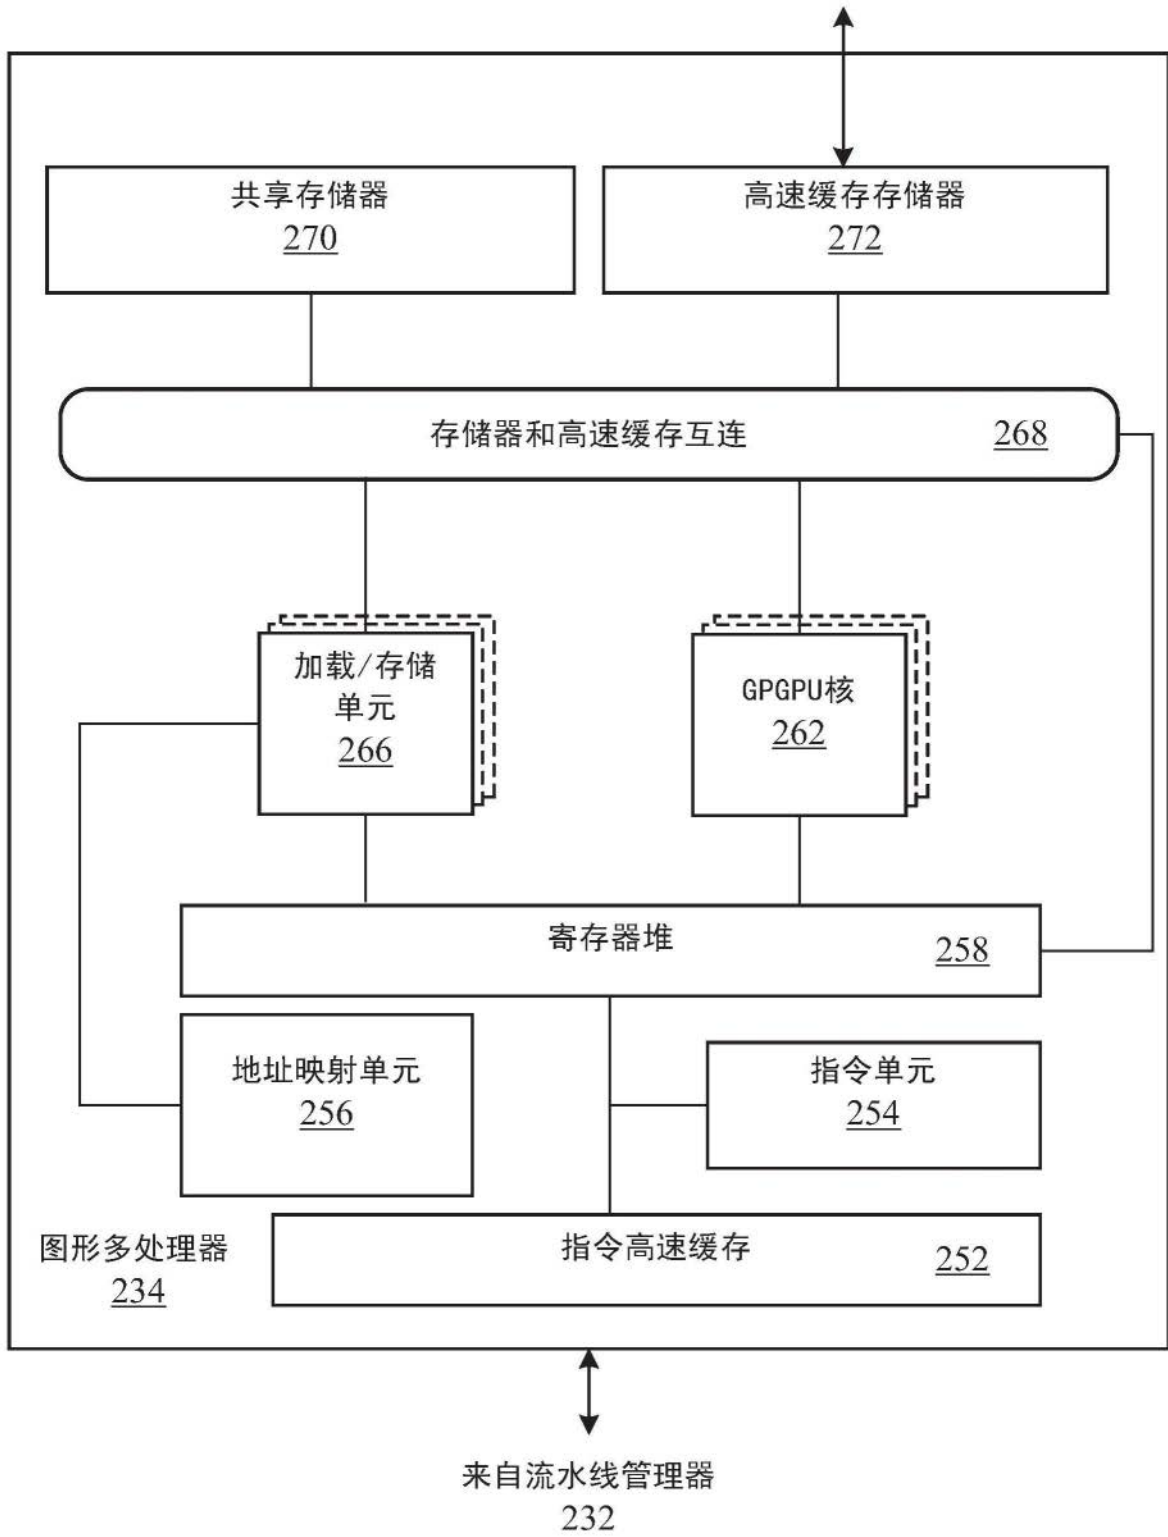 共享存储器
270
高速缓存存储器
272
存储器和高速缓存互连
268
加载/存储
单元
266
GPGPU核
262
寄存器堆
258
地址映射单元
256
指令单元
254
图形多处理器
234
指令高速缓存
252
来自流水线管理器
232